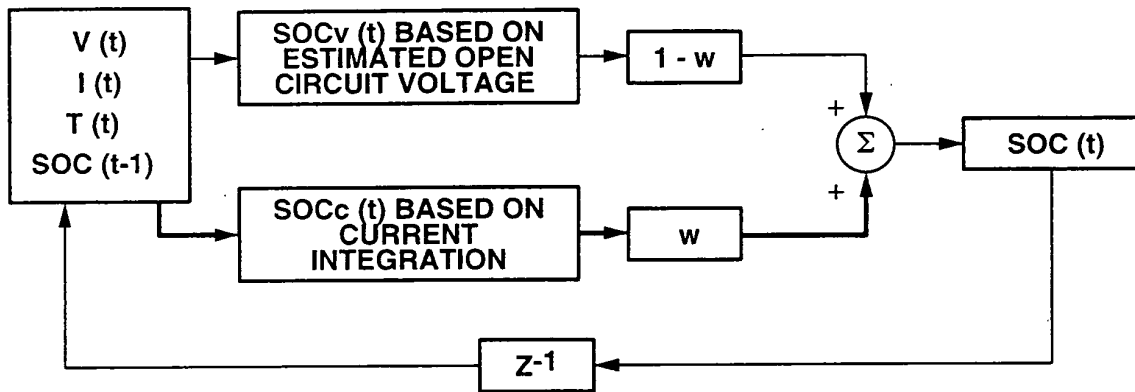 V (t)
I (t)
T (t)
SOC (t-1)
SOCv (t) BASED ON
ESTIMATED OPEN
CIRCUIT VOLTAGE
1 - w
+
Σ
+
SOC (t)
SOCc (t) BASED ON
CURRENT
INTEGRATION
w
Z-1